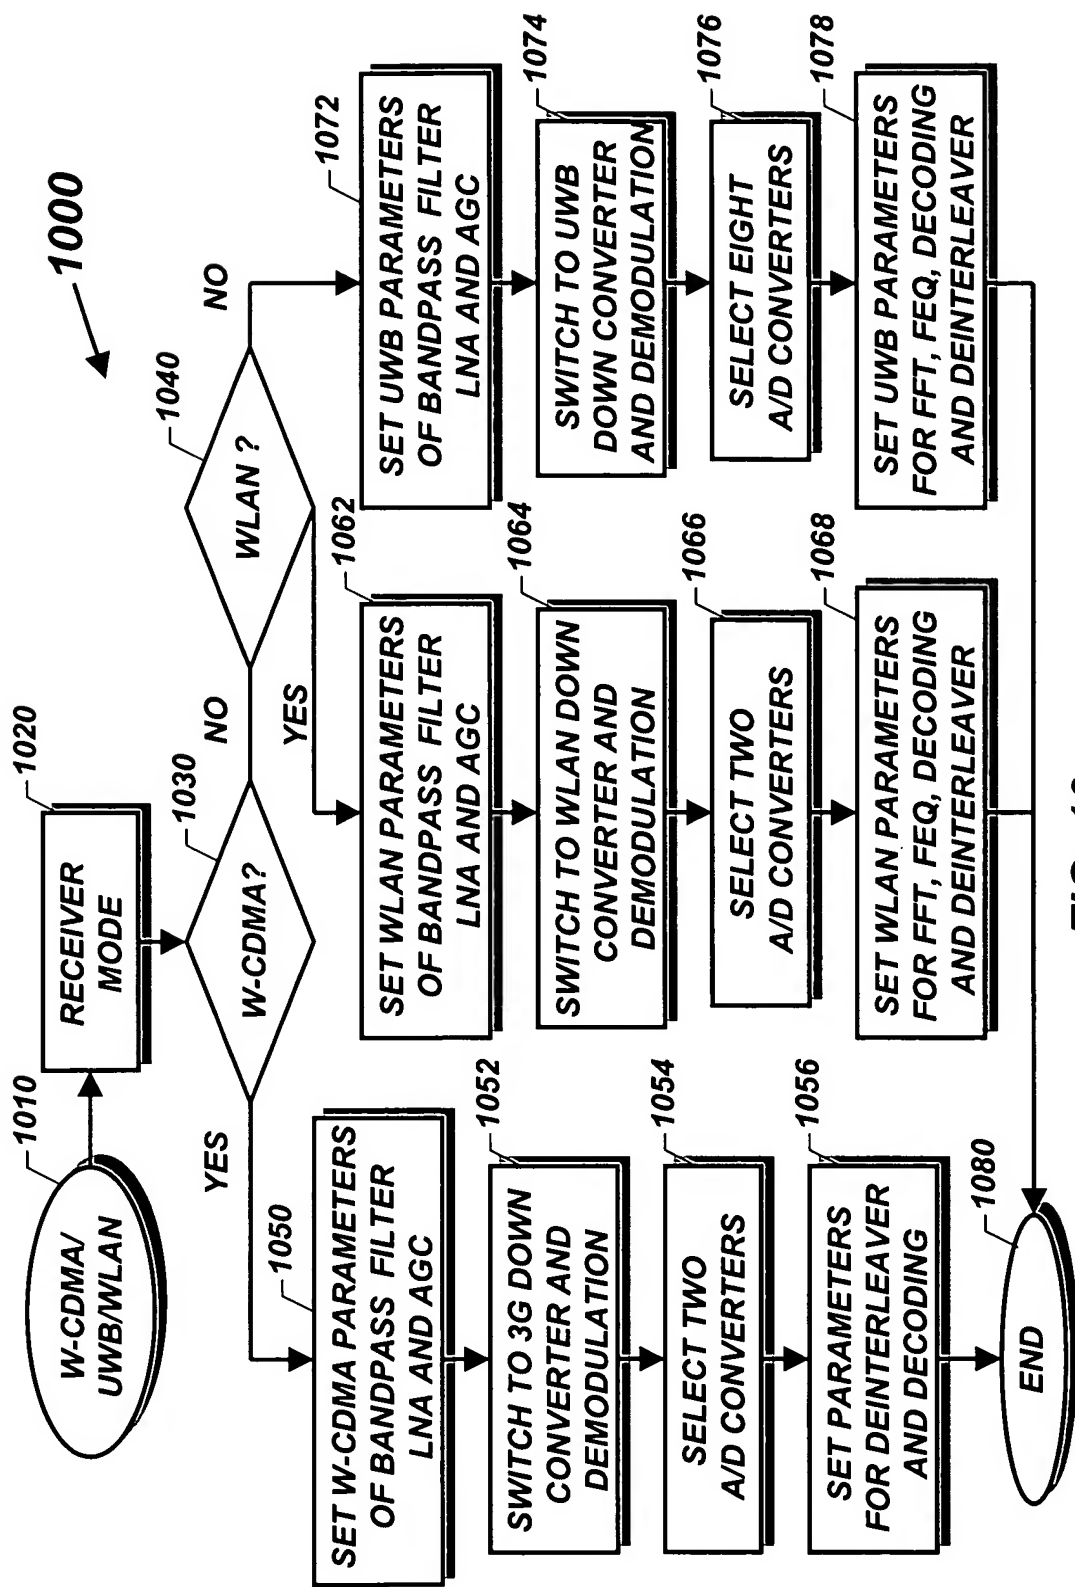 1000
W-CDMA/
UWB/WLAN
1010
RECEIVER
MODE
1020
W-CDMA?
1030
YES
NO
WLAN ?
1040
YES
NO
SET W-CDMA PARAMETERS
OF BANDPASS FILTER
LNA AND AGC
1050
SWITCH TO 3G DOWN
CONVERTER AND
DEMODULATION
1052
SELECT TWO
A/D CONVERTERS
1054
SET PARAMETERS
FOR DEINTERLEAVER
AND DECODING
1056
SET WLAN PARAMETERS
OF BANDPASS FILTER
LNA AND AGC
1062
SWITCH TO WLAN DOWN
CONVERTER AND
DEMODULATION
1064
SELECT TWO
A/D CONVERTERS
1066
SET WLAN PARAMETERS
FOR FFT, FEQ, DECODING
AND DEINTERLEAVER
1068
SET UWB PARAMETERS
OF BANDPASS FILTER
LNA AND AGC
1072
SWITCH TO UWB
DOWN CONVERTER
AND DEMODULATION
1074
SELECT EIGHT
A/D CONVERTERS
1076
SET UWB PARAMETERS
FOR FFT, FEQ, DECODING
AND DEINTERLEAVER
1078
END
1080